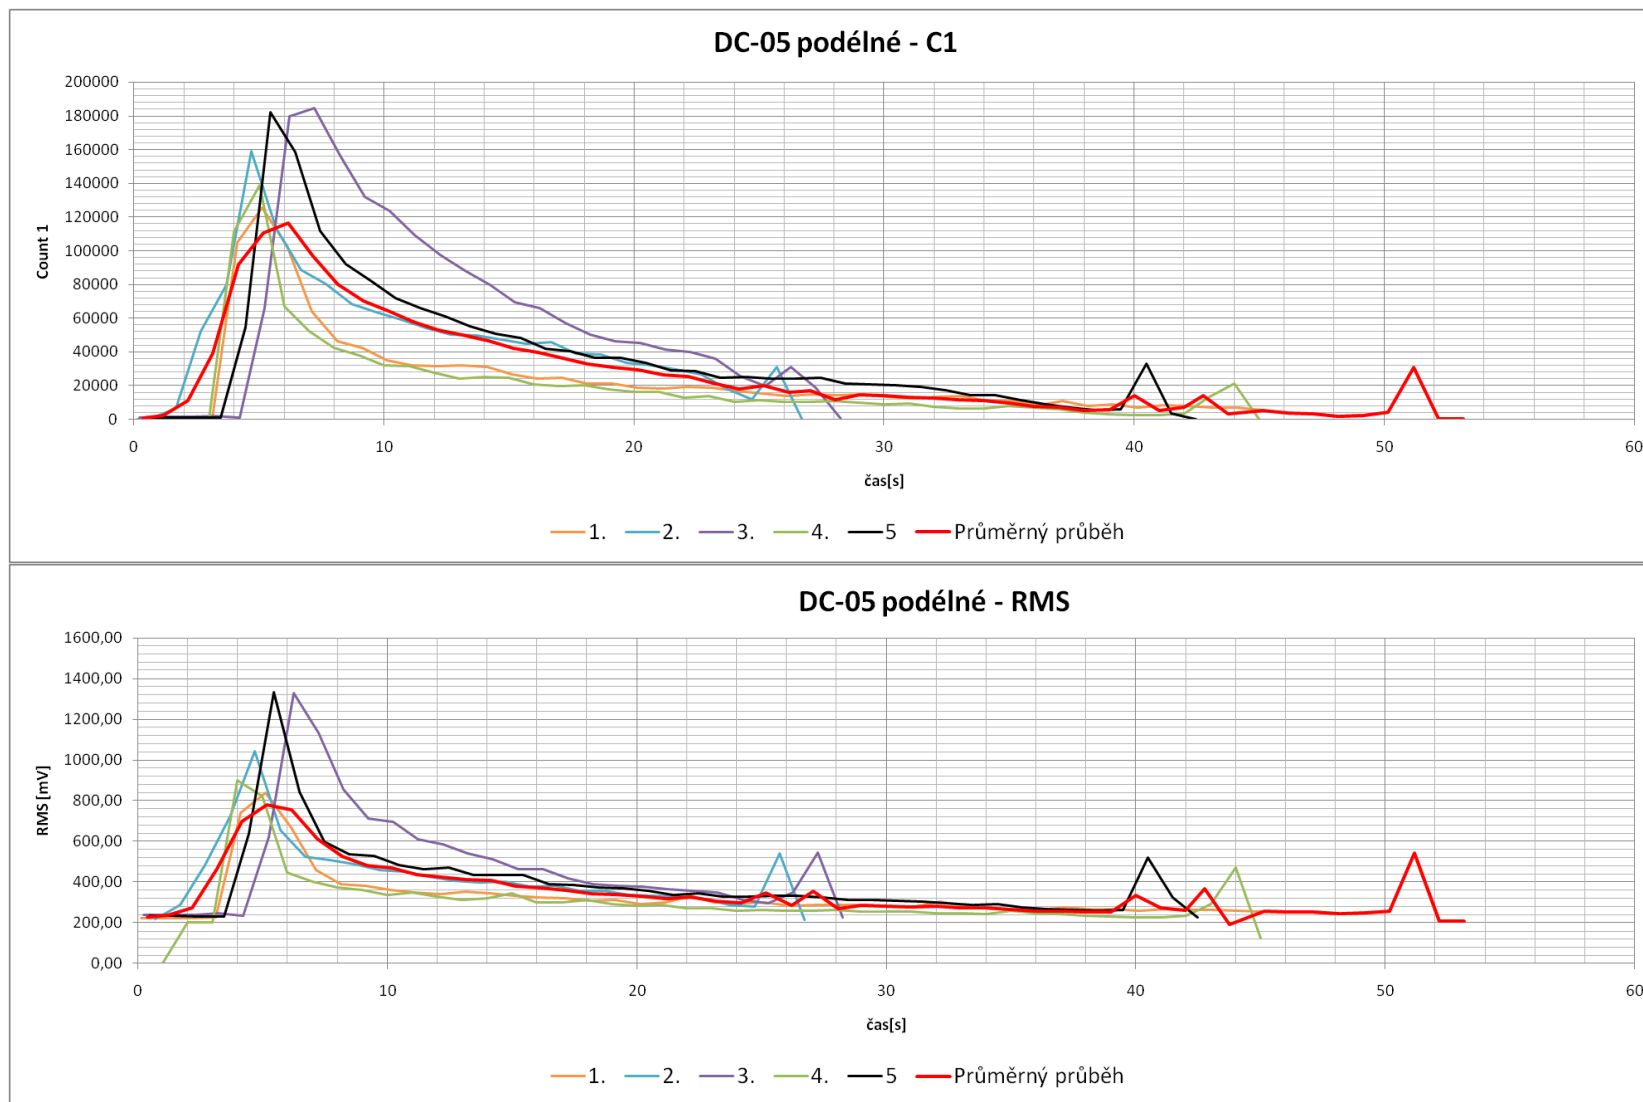 DC-05 podélné - C1
200000
180000
160000
140000
120000
100000
80000
60000
40000
20000
0
Count 1
0 10 20 30 40 50 60
čas[s]
1. 2. 3. 4. 5 Průměrný průběh
DC-05 podélné - RMS
1600,00
1400,00
1200,00
1000,00
800,00
600,00
400,00
200,00
0,00
RMS [mV]
0 10 20 30 40 50 60
čas[s]
1. 2. 3. 4. 5 Průměrný průběh